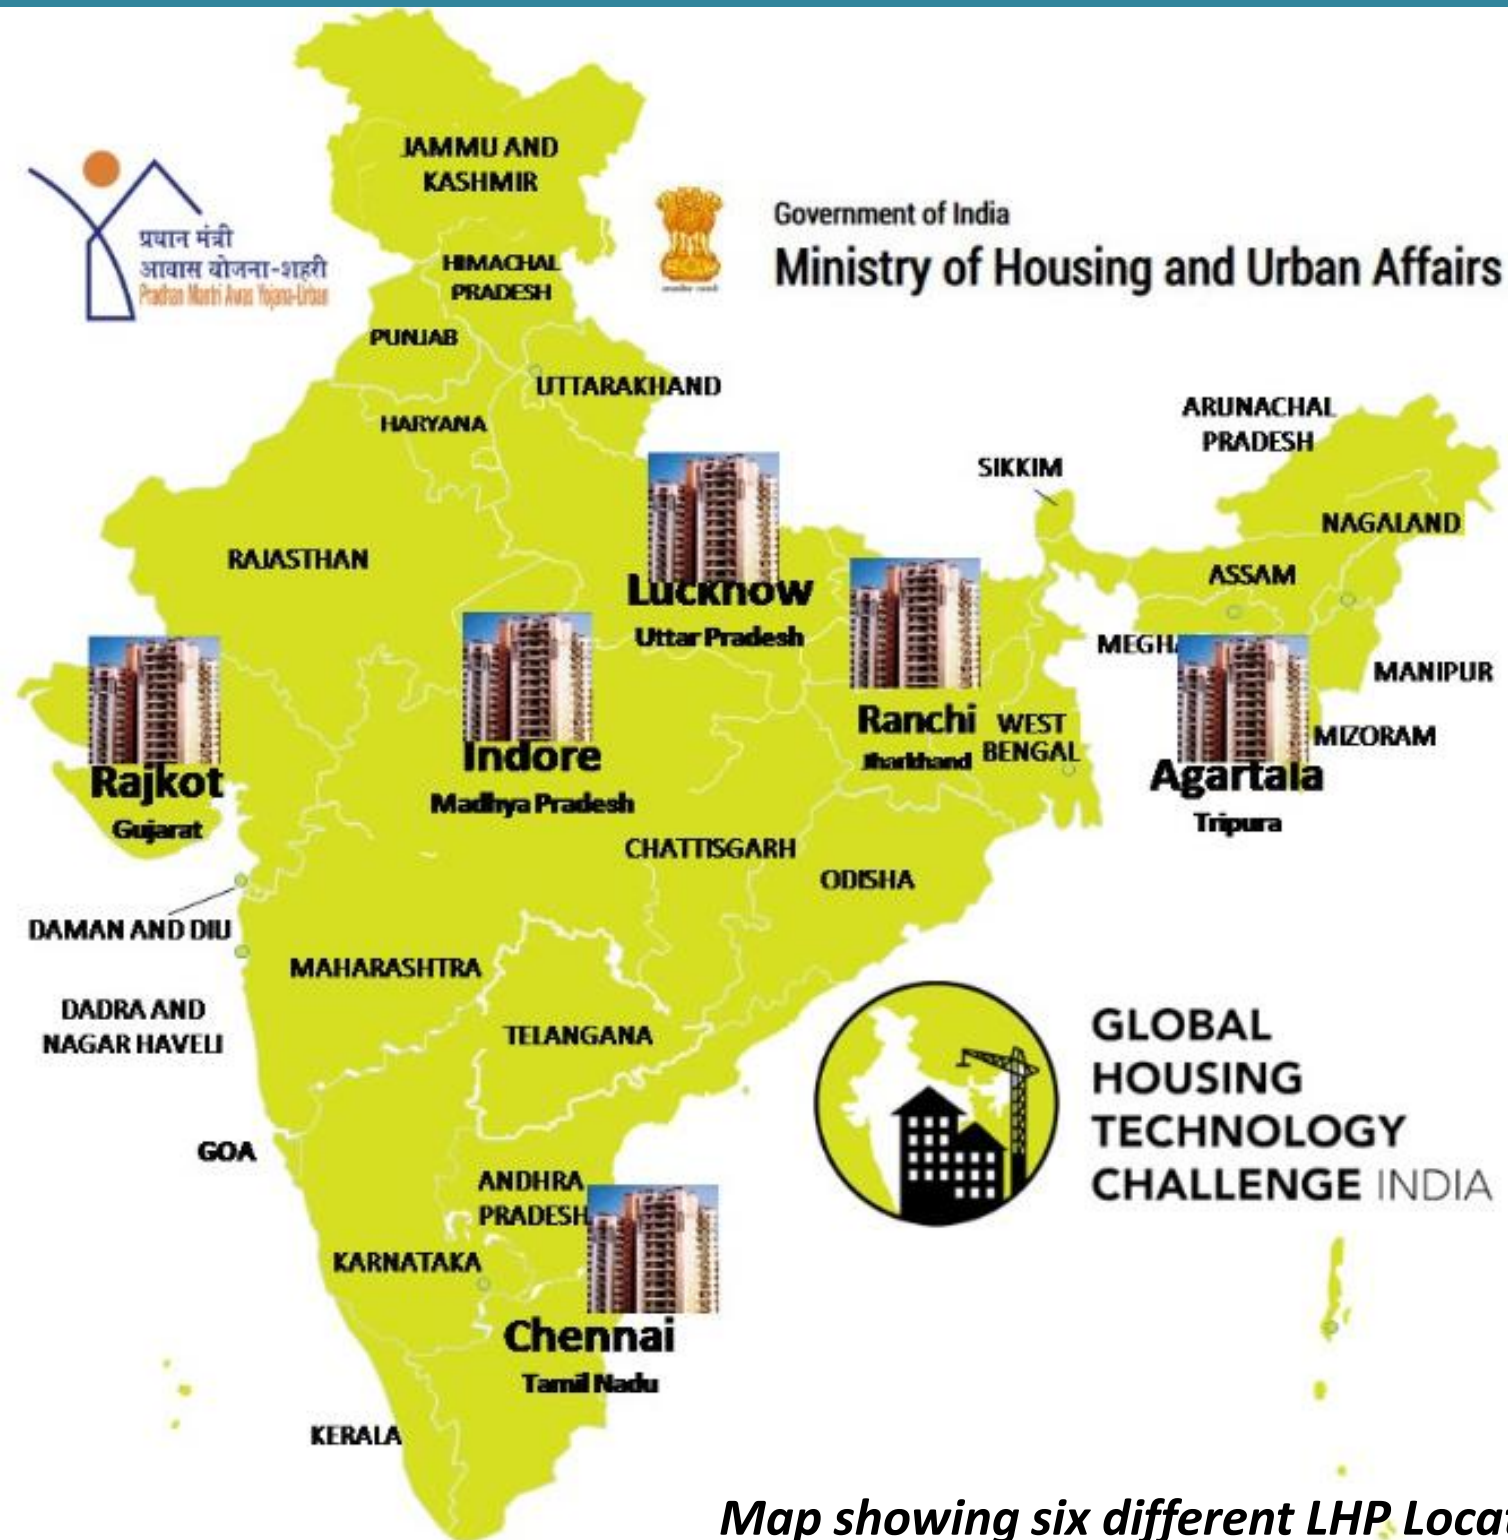 JAMMU AND
KASHMIR
प्रधान मंत्री
आवास योजना-शहरी
Pradhan Mantri Awas Yojana-Urban
Government of India
Ministry of Housing and Urban Affairs
HIMACHAL
PRADESH
PUNJAB
UTTARAKHAND
HARYANA
ARUNACHAL
PRADESH
SIKKIM
NAGALAND
RAJASTHAN
ASSAM
Lucknow
Uttar Pradesh
MEGHA
MANIPUR
Ranchi
Jharkhand
WEST
BENGAL
MIZORAM
Indore
Madhya Pradesh
Rajkot
Gujarat
Agartala
Tripura
CHATTISGARH
ODISHA
DAMAN AND DIU
MAHARASHTRA
DADRA AND
NAGAR HAVELI
TELANGANA
GLOBAL
HOUSING
TECHNOLOGY
CHALLENGE INDIA
GOA
ANDHRA
PRADESH
KARNATAKA
Chennai
Tamil Nadu
KERALA
Map showing six different LHP Locat